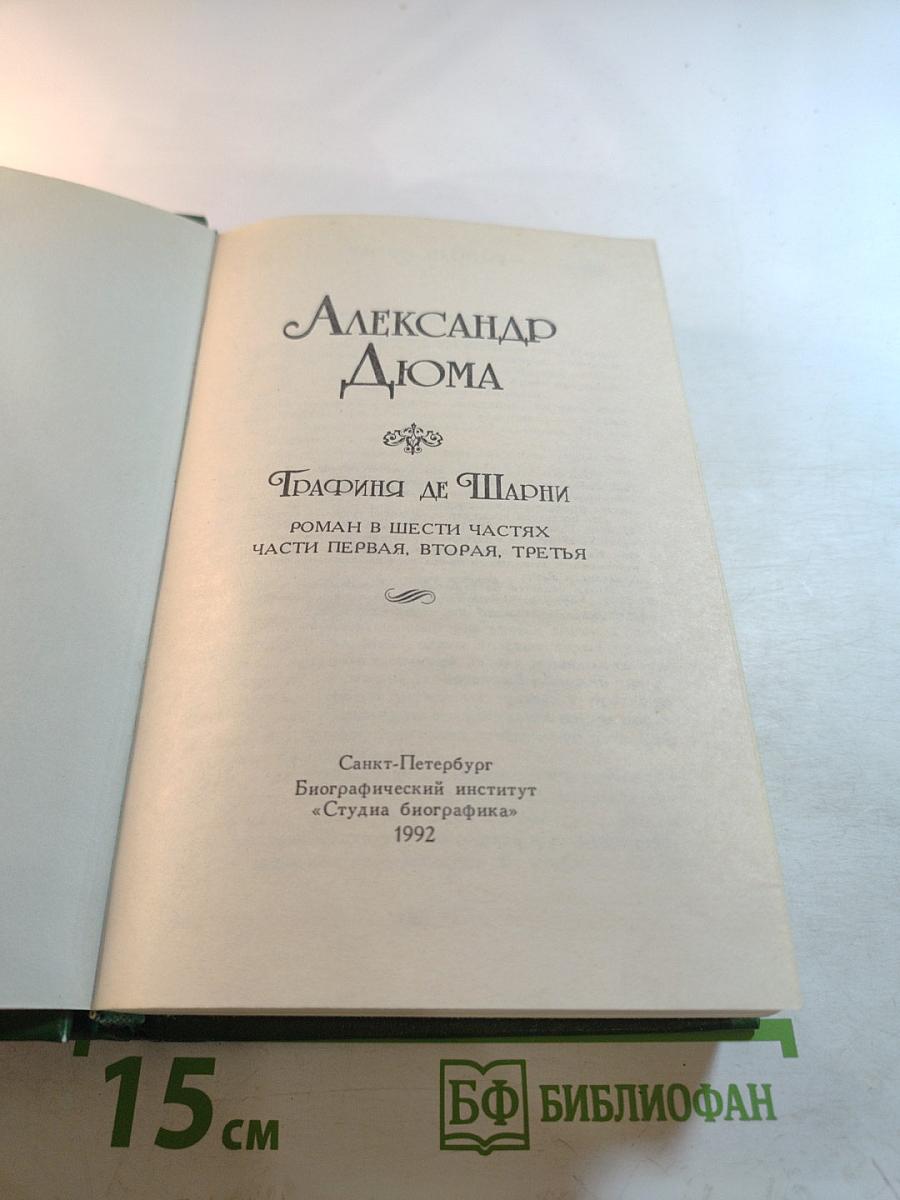 Александр
Дюма
Графиня де Шарни
роман в шести частях
части первая, вторая, третья
Санкт-Петербург
Биографический институт
«Студиа биографика»
1992
15 см
БФ БИБЛИОФАН